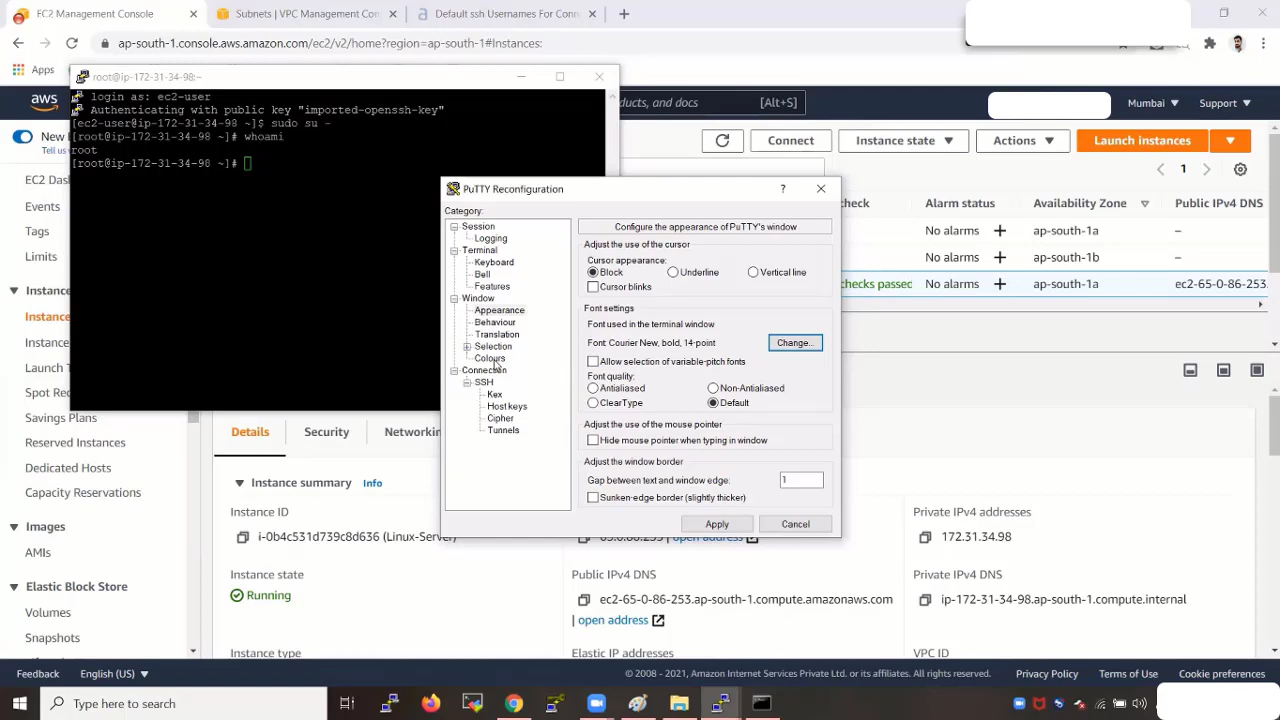 EC2 Management Console
Subnets | VPC Management Con
Default ssh Usernames For Conn
ap-south-1.console.aws.amazon.com/ec2/v2/home?region=ap-south-1#Instances:
Apps
root@ip-172-31-34-98:~
login as: ec2-user
Authenticating with public key "imported-openssh-key"
[ec2-user@ip-172-31-34-98 ~]$ sudo su -
[root@ip-172-31-34-98 ~]# whoami
root
[root@ip-172-31-34-98 ~]#
aws
ducts, docs, and more
[Alt+S]
Mumbai
Support
Connect
Instance state
Actions
Launch instances
1
check
Alarm status
Availability Zone
Public IPv4 DNS
No alarms
ap-south-1a
–
No alarms
ap-south-1b
–
checks passed
No alarms
ap-south-1a
ec2-65-0-86-253.
PuTTY Reconfiguration
?
Category:
Session
Logging
Terminal
Keyboard
Bell
Features
Window
Appearance
Behaviour
Translation
Selection
Colours
Connection
SSH
Kex
Host keys
Cipher
Tunnels
Configure the appearance of PuTTY's window
Adjust the use of the cursor
Cursor appearance:
Block
Underline
Vertical line
Cursor blinks
Font settings
Font used in the terminal window
Font: Courier New, bold, 14-point
Change...
Allow selection of variable-pitch fonts
Font quality:
Antialiased
Non-Antialiased
ClearType
Default
Adjust the use of the mouse pointer
Hide mouse pointer when typing in window
Adjust the window border
Gap between text and window edge:
1
Sunken-edge border (slightly thicker)
Apply
Cancel
New
Tell us
EC2 Das
Events
Tags
Limits
Instanc
Instanc
Instanc
Launch T
Spot Rec
Savings Plans
Reserved Instances
Dedicated Hosts
Capacity Reservations
Images
AMIs
Elastic Block Store
Volumes
Snapshots
Details
Security
Networkin
Instance summary
Info
Instance ID
i-0b4c531d739c8d636 (Linux-Server)
open address
Private IPv4 addresses
172.31.34.98
Instance state
Running
Public IPv4 DNS
ec2-65-0-86-253.ap-south-1.compute.amazonaws.com
| open address
Private IPv4 DNS
ip-172-31-34-98.ap-south-1.compute.internal
Instance type
Elastic IP addresses
VPC ID
Feedback
English (US)
© 2008 - 2021, Amazon Internet Services Private Ltd. or its affiliates. All rights reserved.
Privacy Policy
Terms of Use
Cookie preferences
Type here to search